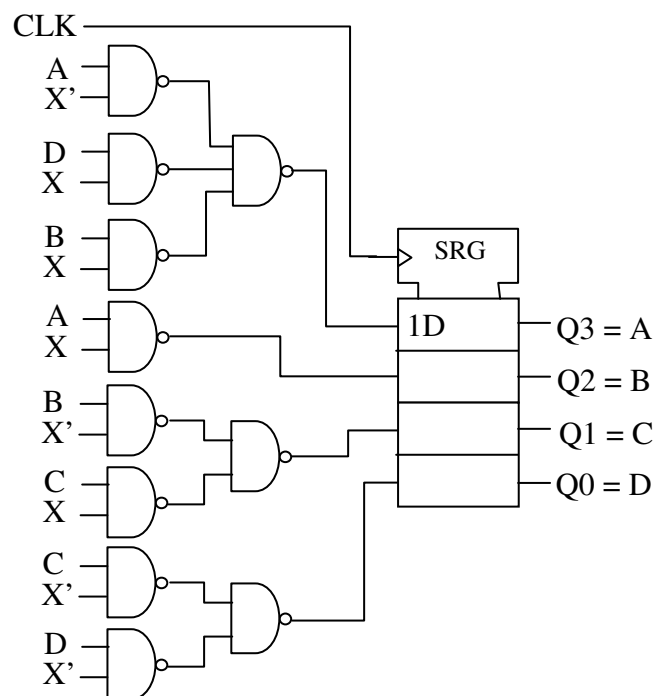 CLK
A
X'
D
X
B
X
A
X
B
X'
C
X
C
X'
D
X'
SRG
1D
Q3 = A
Q2 = B
Q1 = C
Q0 = D